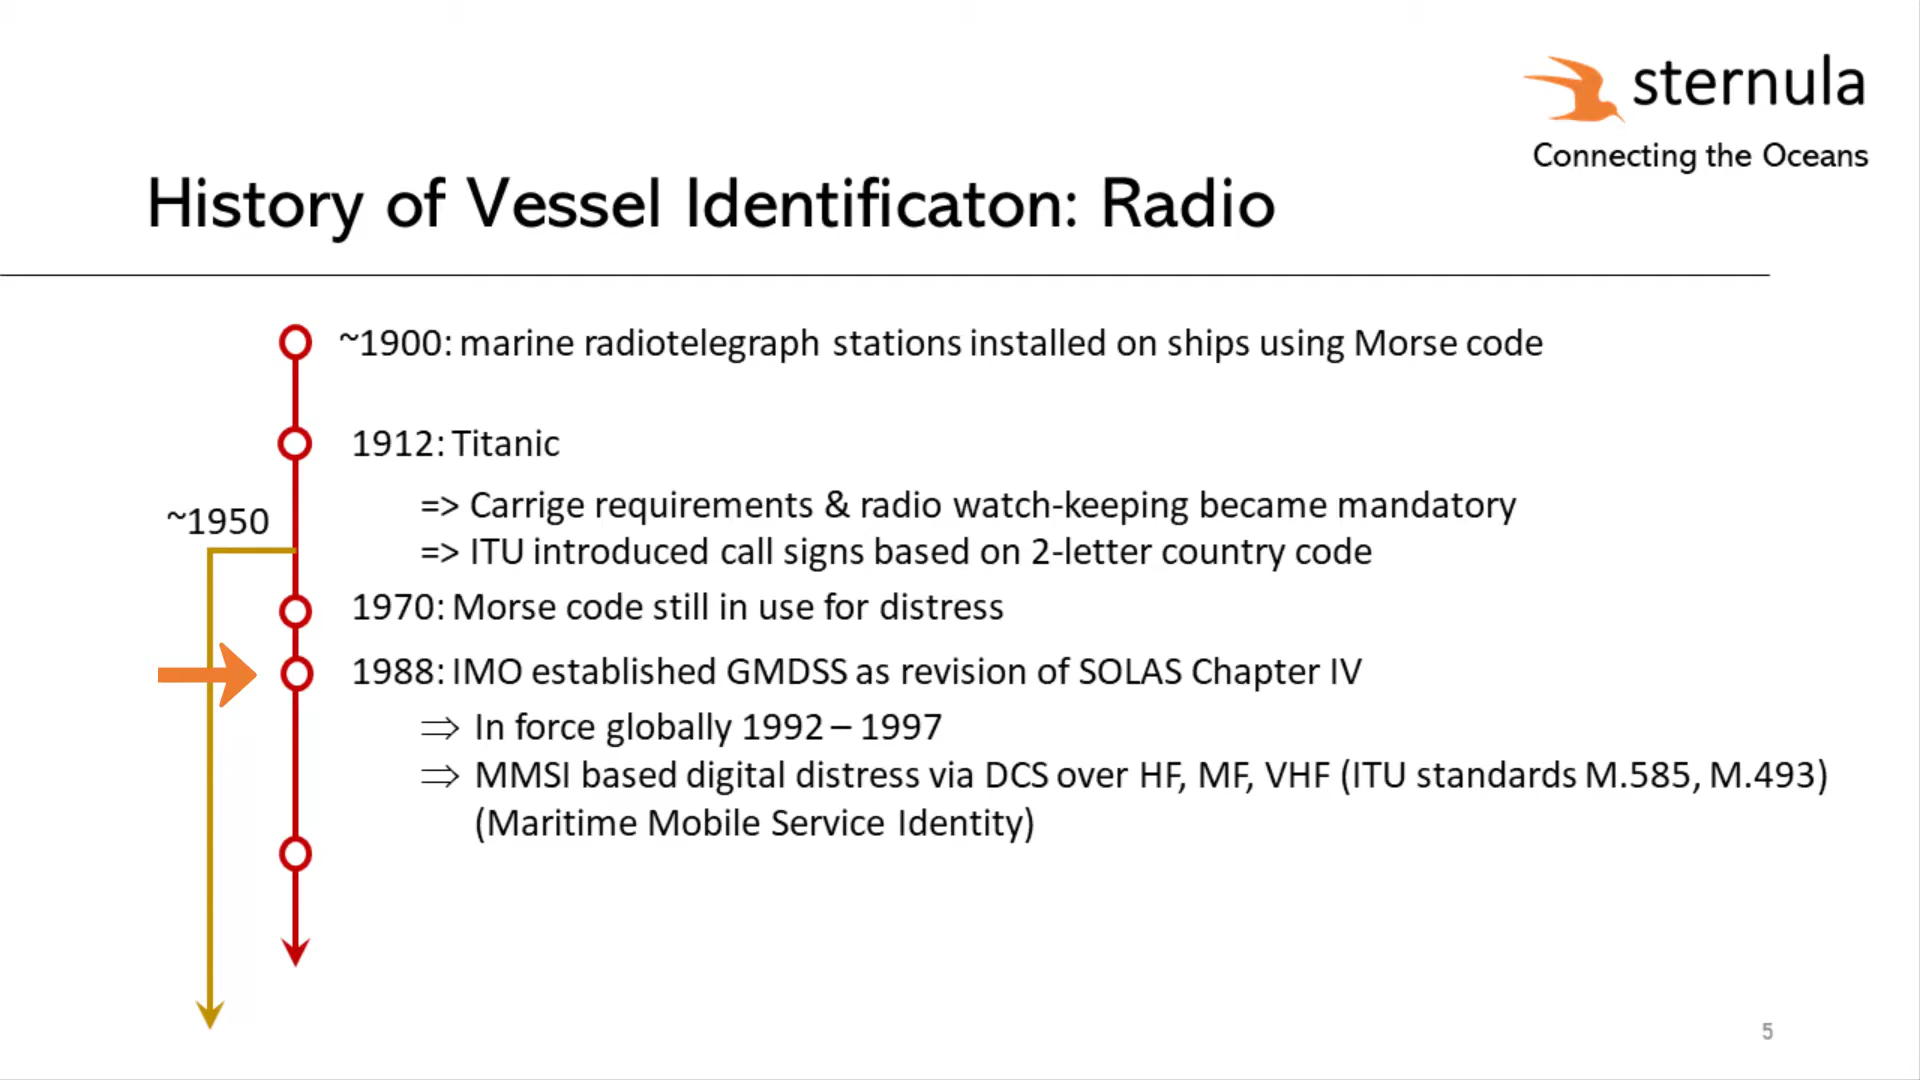 sternula
Connecting the Oceans
History of Vessel Identificaton: Radio
~1900: marine radiotelegraph stations installed on ships using Morse code
1912: Titanic
=> Carrige requirements & radio watch-keeping became mandatory
~1950
=> ITU introduced call signs based on 2-letter country code
1970: Morse code still in use for distress
1988: IMO established GMDSS as revision of SOLAS Chapter IV
⇒ In force globally 1992 – 1997
⇒ MMSI based digital distress via DCS over HF, MF, VHF (ITU standards M.585, M.493)
(Maritime Mobile Service Identity)
5